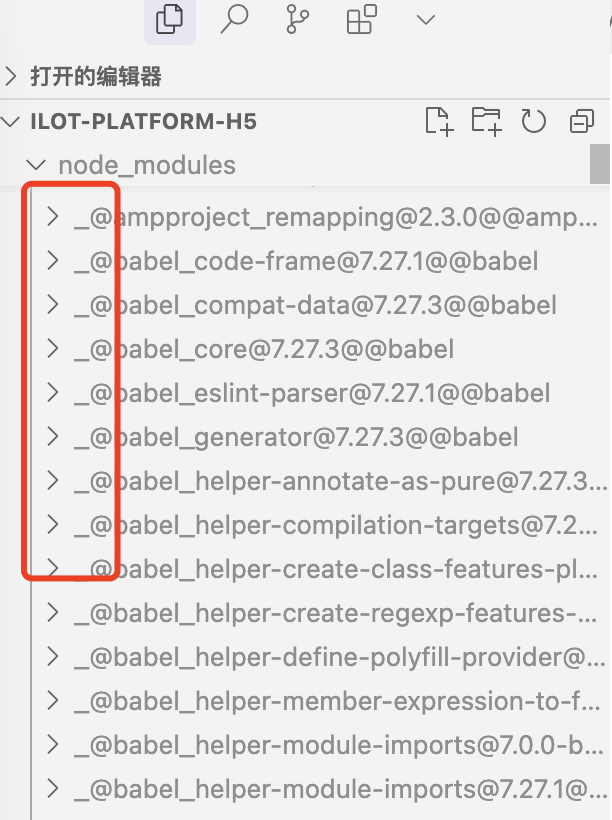 打开的编辑器
ILOT-PLATFORM-H5
node_modules
_@ampproject_remapping@2.3.0@@amp...
_@babel_code-frame@7.27.1@@babel
_@babel_compat-data@7.27.3@@babel
_@babel_core@7.27.3@@babel
_@babel_eslint-parser@7.27.1@@babel
_@babel_generator@7.27.3@@babel
_@babel_helper-annotate-as-pure@7.27.3...
_@babel_helper-compilation-targets@7.2...
_@babel_helper-create-class-features-pl...
_@babel_helper-create-regexp-features-...
_@babel_helper-define-polyfill-provider@...
_@babel_helper-member-expression-to-f...
_@babel_helper-module-imports@7.0.0-b...
_@babel_helper-module-imports@7.27.1@...